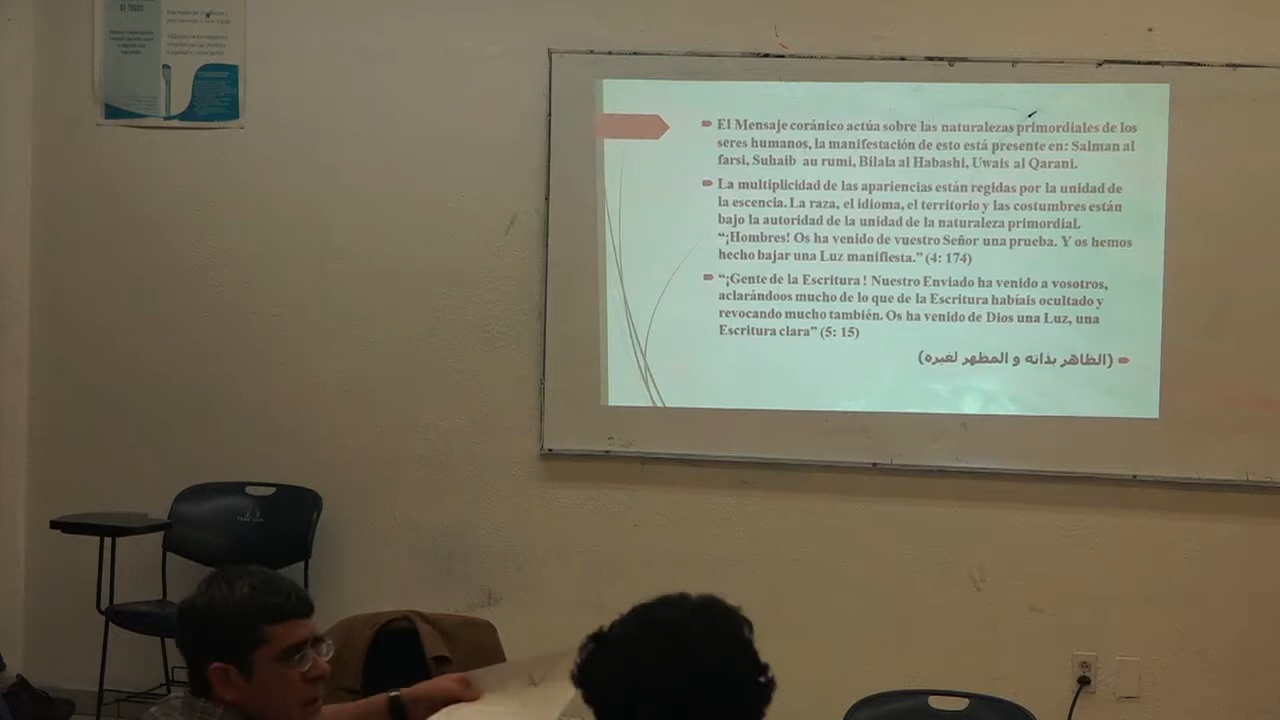 DE TODOS
El Mensaje coránico actúa sobre las naturalezas primordiales de los
seres humanos, la manifestación de esto está presente en: Salman al
farsi, Suhaib au rumi, Bilala al Habashi, Uwais al Qarani.
La multiplicidad de las apariencias están regidas por la unidad de
la escencia. La raza, el idioma, el territorio y las costumbres están
bajo la autoridad de la unidad de la naturaleza primordial.
“¡Hombres! Os ha venido de vuestro Señor una prueba. Y os hemos
hecho bajar una Luz manifiesta.” (4: 174)
“¡Gente de la Escritura! Nuestro Enviado ha venido a vosotros,
aclarándoos mucho de lo que de la Escritura habíais ocultado y
revocando mucho también. Os ha venido de Dios una Luz, una
Escritura clara” (5: 15)
(الظاهر بذاته و المظهر لغيره)